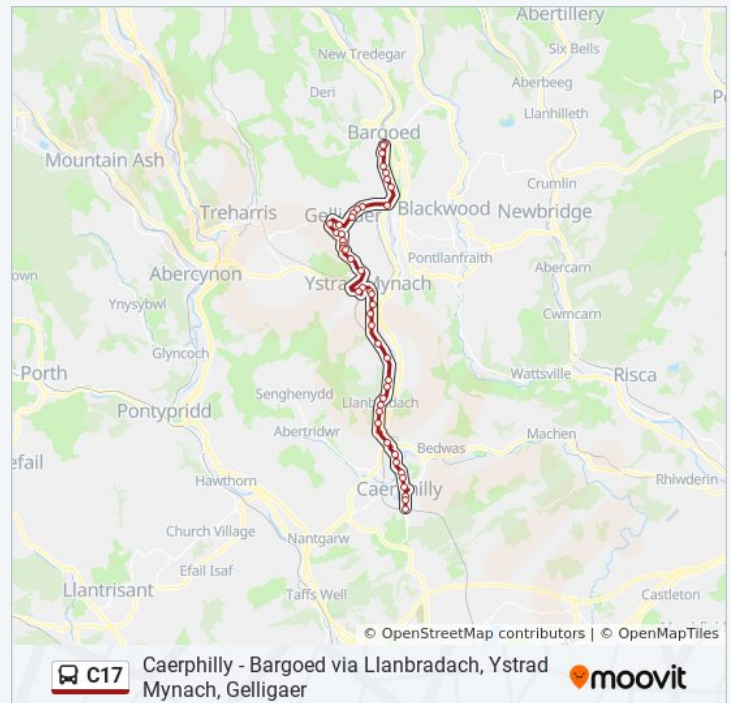 Abertillery
Six Bells
New Tredegar
Aberbeeg
Deri
Llanhilleth
Bargoed
Mountain Ash
Crumlin
Treharris
Gelligaer
Blackwood
Newbridge
Pontllanfraith
Abercynon
Abercarn
Ystrad Mynach
own
Ynysybwl
Cwmcarn
Glyncoch
Porth
Wattsville
Risca
Senghenydd
Llanbradach
Pontypridd
Abertridwr
Machen
Bedwas
efail
Hawthorn
Rhiwderin
Caerphilly
Church Village
Nantgarw
Efail Isaf
Llantrisant
Taffs Well
Castleton
© OpenStreetMap contributors | © OpenMapTiles
C17
Caerphilly - Bargoed via Llanbradach, Ystrad
Mynach, Gelligaer
moovit